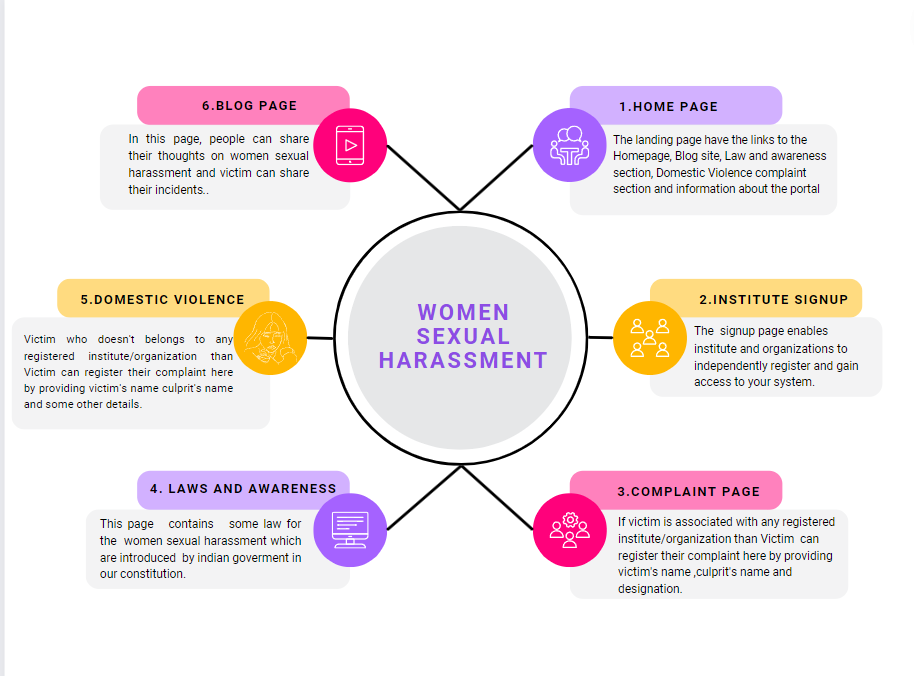 WOMEN
SEXUAL
HARASSMENT
1.HOME PAGE
The landing page have the links to the
Homepage, Blog site, Law and awareness
section, Domestic Violence complaint
section and information about the portal
2.INSTITUTE SIGNUP
The signup page enables
institute and organizations to
independently register and gain
access to your system.
3.COMPLAINT PAGE
If victim is associated with any registered
institute/organization than Victim can
register their complaint here by providing
victim's name ,culprit's name and
designation.
4. LAWS AND AWARENESS
This page contains some law for
the women sexual harassment which
are introduced by indian goverment in
our constitution.
5.DOMESTIC VIOLENCE
Victim who doesn't belongs to any
registered institute/organization than
Victim can register their complaint here
by providing victim's name culprit's name
and some other details.
6.BLOG PAGE
In this page, people can share
their thoughts on women sexual
harassment and victim can share
their incidents..